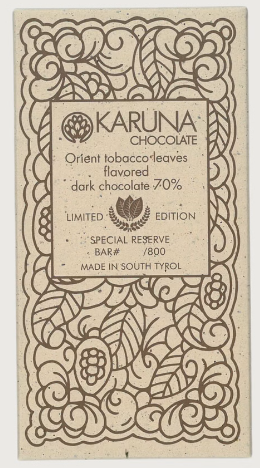 KARUNA
CHOCOLATE
Orient tobacco leaves
flavored
dark chocolate 70%
LIMITED EDITION
SPECIAL RESERVE
BAR# /800
MADE IN SOUTH TYROL